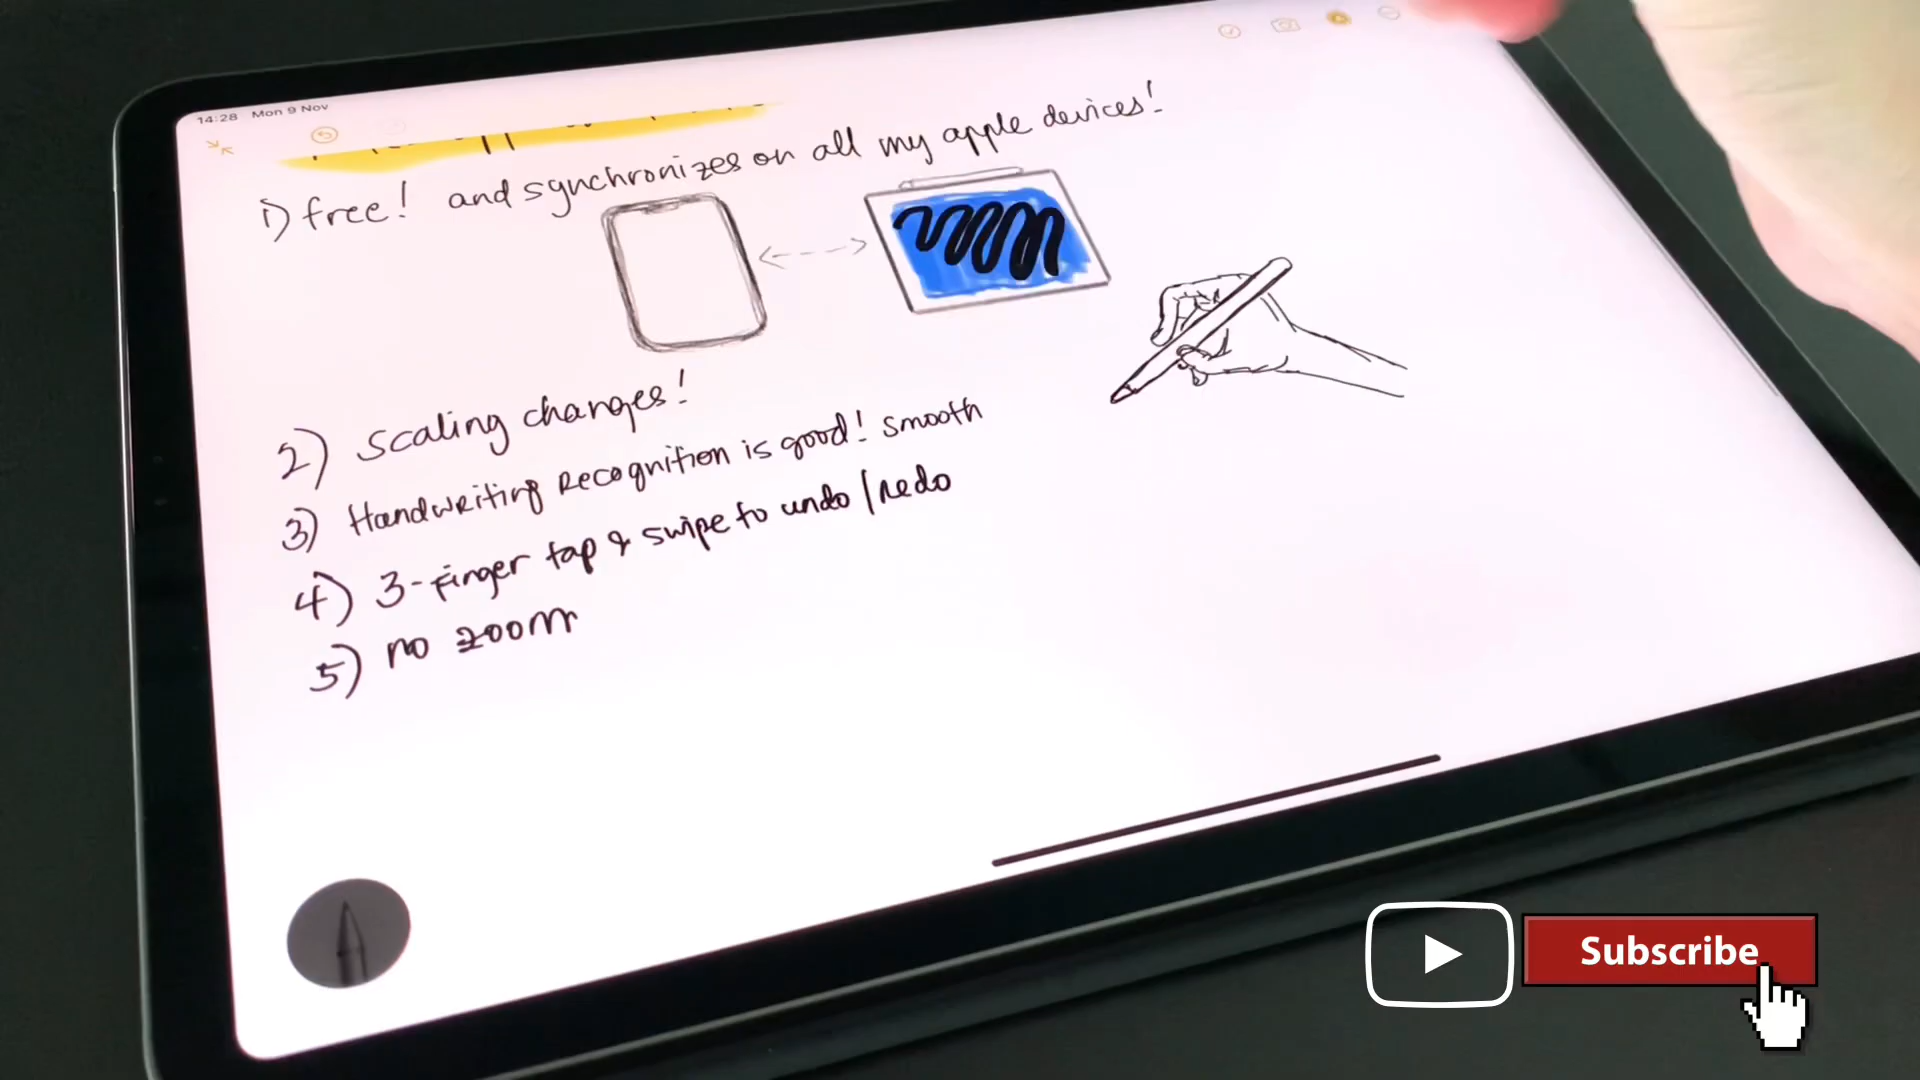 14:28 Mon 9 Nov
1) free! and synchronizes on all my apple devices!
2) scaling changes!
3) Handwriting Recognition is good! smooth
4) 3-finger tap & swipe to undo / redo
5) no zoom
Subscribe